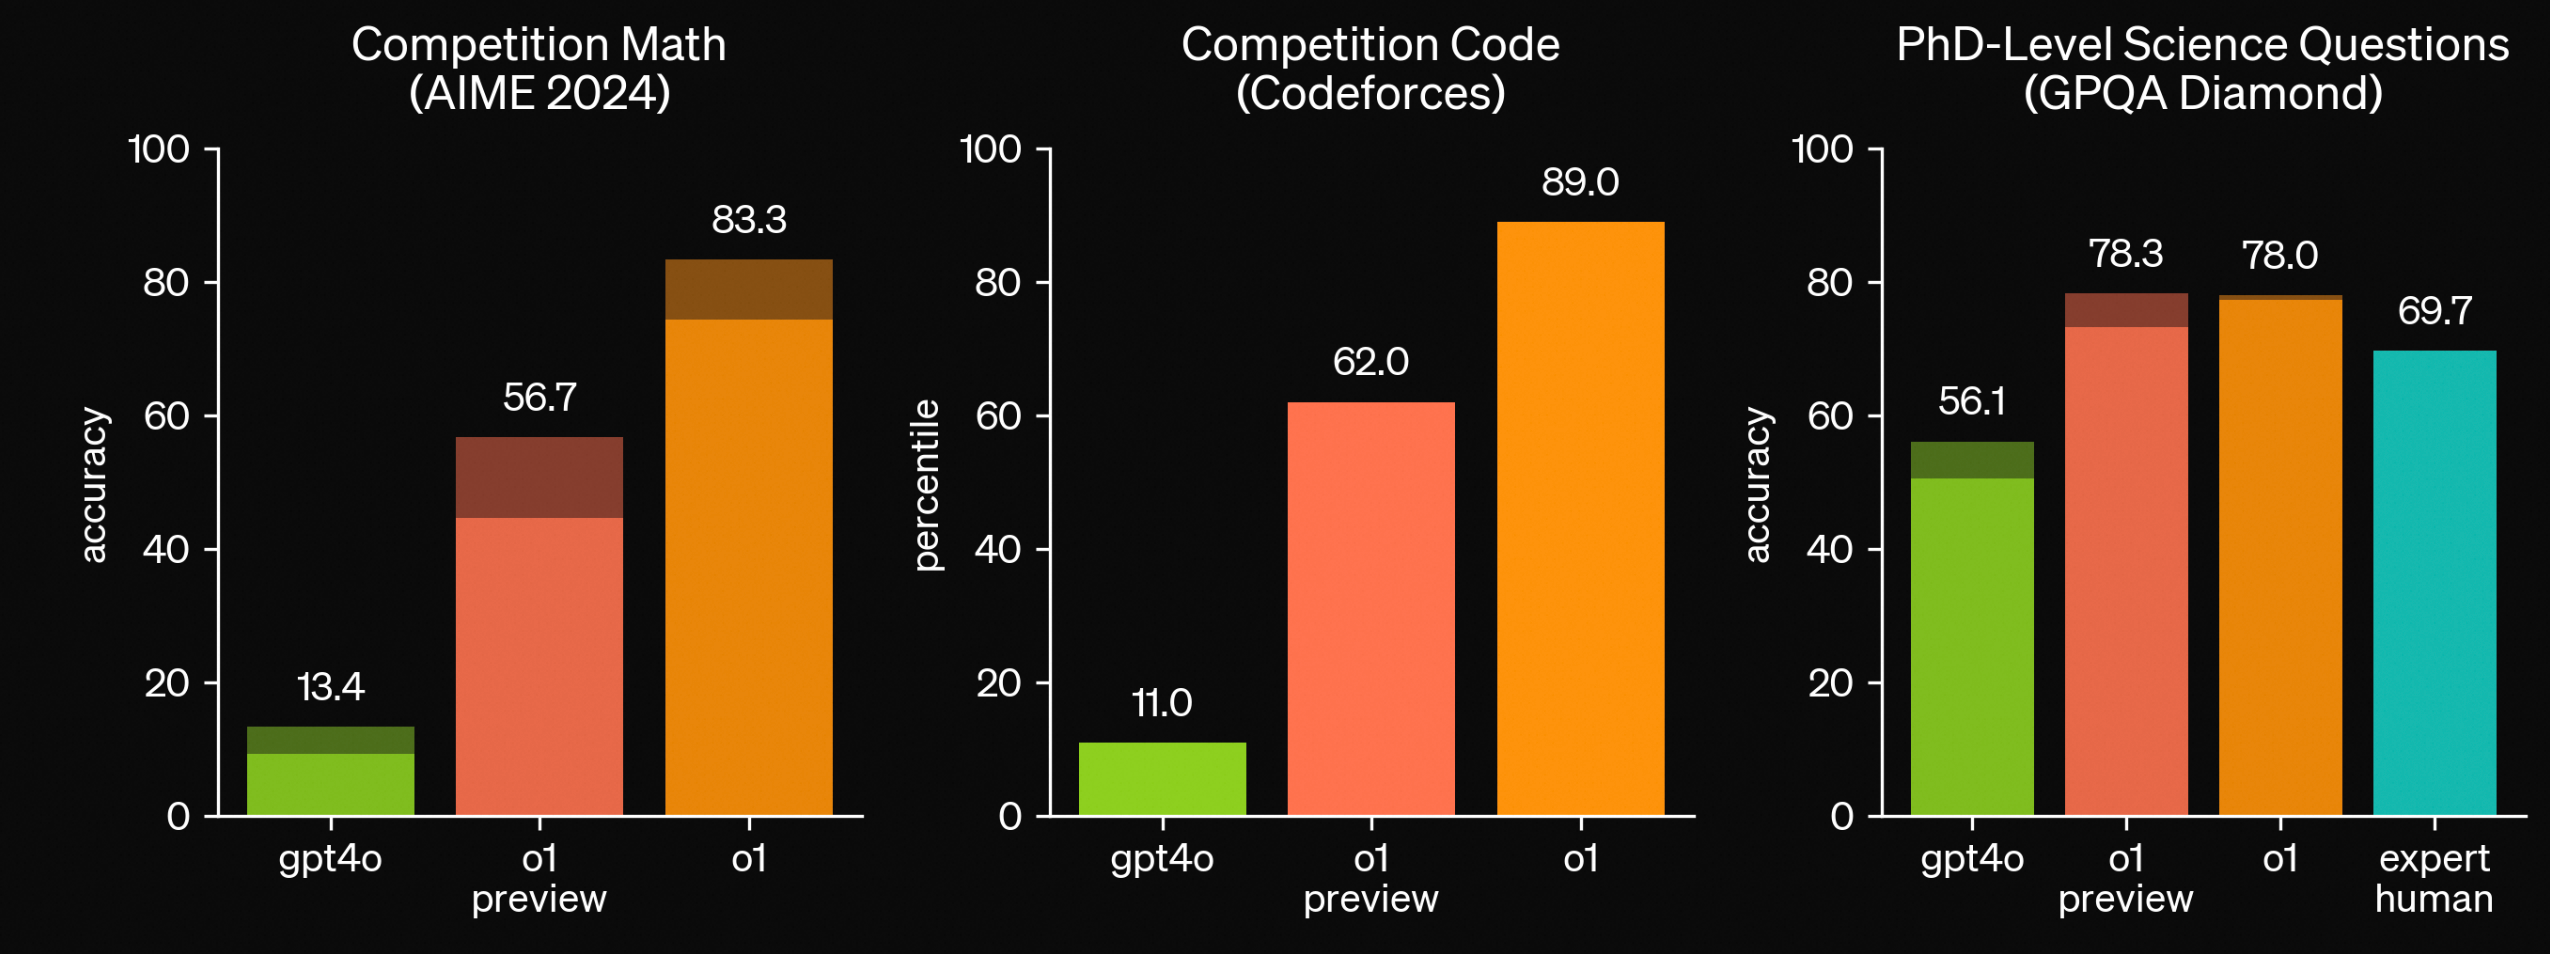 Competition Math
(AIME 2024)
accuracy
100
80
60
40
20
0
13.4
56.7
83.3
gpt4o
o1
preview
o1
Competition Code
(Codeforces)
percentile
100
80
60
40
20
0
11.0
62.0
89.0
gpt4o
o1
preview
o1
PhD-Level Science Questions
(GPQA Diamond)
accuracy
100
80
60
40
20
0
56.1
78.3
78.0
69.7
gpt4o
o1
preview
o1
expert
human